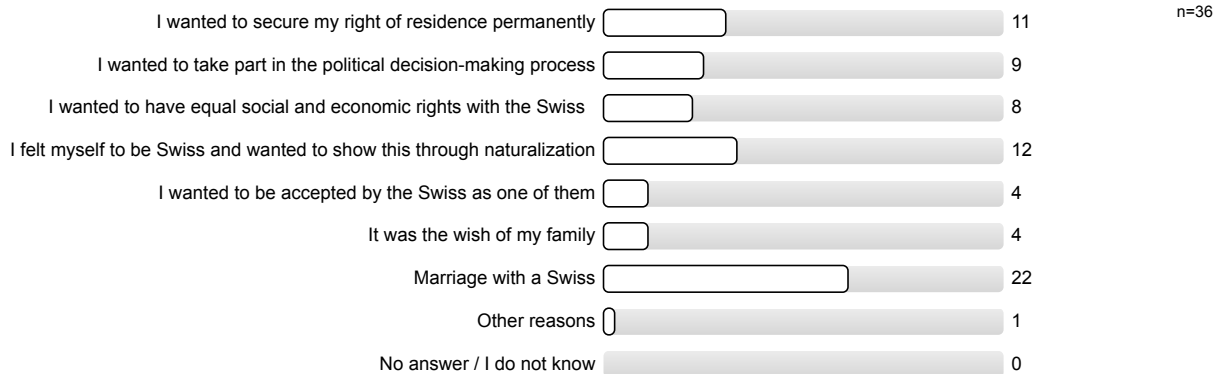 I wanted to secure my right of residence permanently 11 n=36
I wanted to take part in the political decision-making process 9
I wanted to have equal social and economic rights with the Swiss 8
I felt myself to be Swiss and wanted to show this through naturalization 12
I wanted to be accepted by the Swiss as one of them 4
It was the wish of my family 4
Marriage with a Swiss 22
Other reasons 1
No answer / I do not know 0